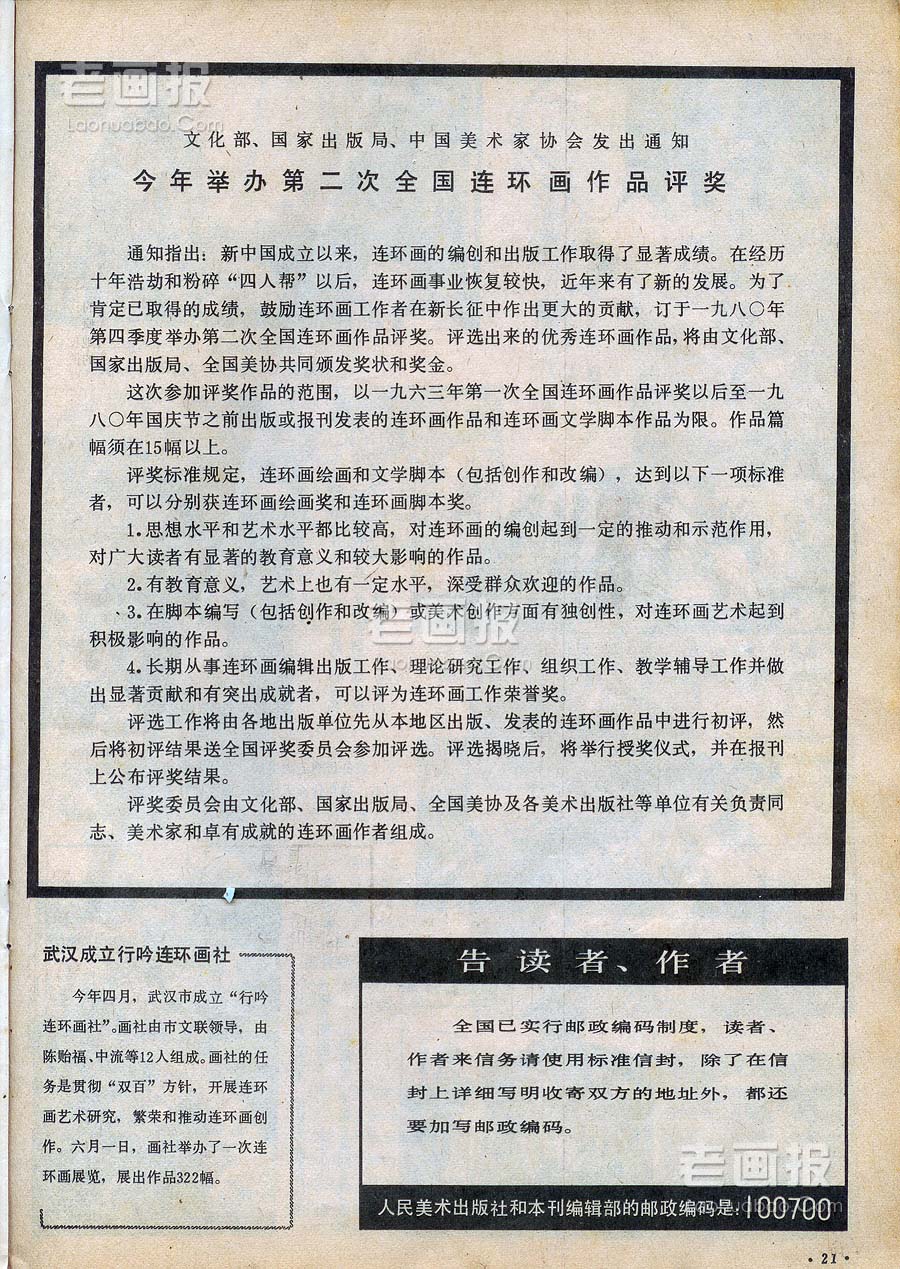 老画报
Laohuabao.Com
文化部、国家出版局、中国美术家协会发出通知
今年举办第二次全国连环画作品评奖
通知指出：新中国成立以来，连环画的编创和出版工作取得了显著成绩。在经历
十年浩劫和粉碎“四人帮”以后，连环画事业恢复较快，近年来有了新的发展。为了
肯定已取得的成绩，鼓励连环画工作者在新长征中作出更大的贡献，订于一九八〇年
第四季度举办第二次全国连环画作品评奖。评选出来的优秀连环画作品，将由文化部、
国家出版局、全国美协共同颁发奖状和奖金。
这次参加评奖作品的范围，以一九六三年第一次全国连环画作品评奖以后至一九
八〇年国庆节之前出版或报刊发表的连环画作品和连环画文学脚本作品为限。作品篇
幅须在15幅以上。
评奖标准规定，连环画绘画和文学脚本（包括创作和改编），达到以下一项标准
者，可以分别获连环画绘画奖和连环画脚本奖。
1.思想水平和艺术水平都比较高，对连环画的编创起到一定的推动和示范作用，
对广大读者有显著的教育意义和较大影响的作品。
2.有教育意义，艺术上也有一定水平，深受群众欢迎的作品。
3.在脚本编写（包括创作和改编）或美术创作方面有独创性，对连环画艺术起到
积极影响的作品。
4.长期从事连环画编辑出版工作、理论研究工作、组织工作、教学辅导工作并做
出显著贡献和有突出成就者，可以评为连环画工作荣誉奖。
评选工作将由各地出版单位先从本地区出版、发表的连环画作品中进行初评，然
后将初评结果送全国评奖委员会参加评选。评选揭晓后，将举行授奖仪式，并在报刊
上公布评奖结果。
评奖委员会由文化部、国家出版局、全国美协及各美术出版社等单位有关负责同
志、美术家和卓有成就的连环画作者组成。
老画报
武汉成立行吟连环画社
今年四月，武汉市成立“行吟
连环画社”。画社由市文联领导，由
陈贻福、中流等12人组成。画社的任
务是贯彻“双百”方针，开展连环
画艺术研究，繁荣和推动连环画创
作。六月一日，画社举办了一次连
环画展览，展出作品322幅。
告读者、作者
全国已实行邮政编码制度，读者、
作者来信务请使用标准信封，除了在信
封上详细写明收寄双方的地址外，都还
要加写邮政编码。
老画报
人民美术出版社和本刊编辑部的邮政编码是：100700
·21·